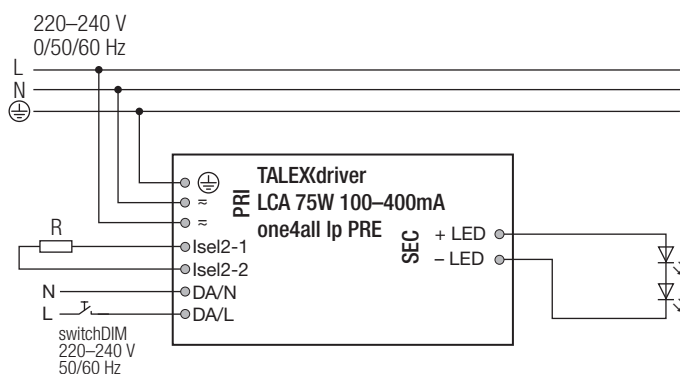 220–240 V
0/50/60 Hz
L
N
TALEXXdriver
LCA 75W 100–400mA
one4all lp PRE
PRI
≂
≂
Isel2-1
Isel2-2
DA/N
DA/L
SEC
+ LED
– LED
R
N
L
switchDIM
220–240 V
50/60 Hz